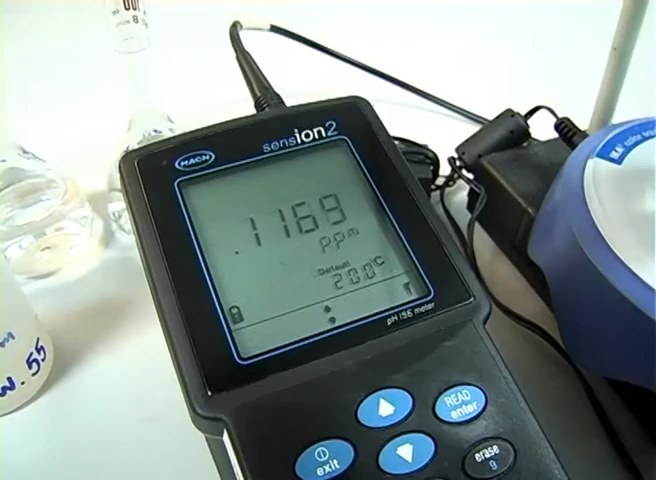 HACH
sension2
.1169
ppm
Default
20.0°C
pH ISE meter
READ
enter
exit
erase
9
W. 55